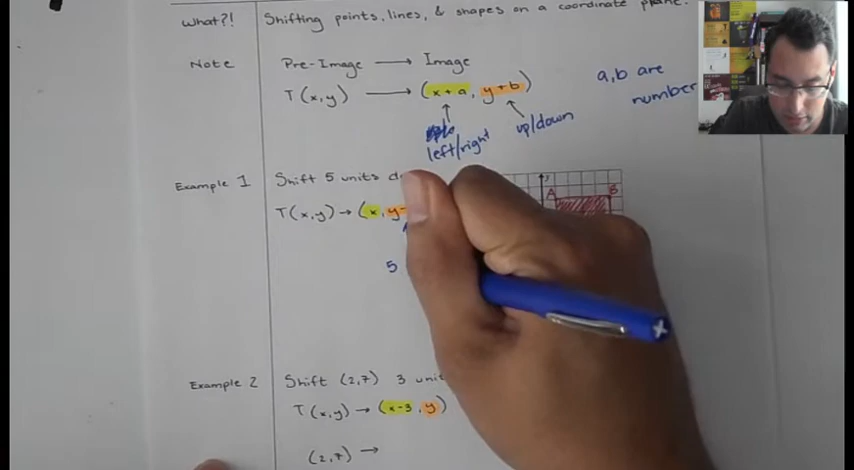 What?! Shifting points, lines, & shapes on a coordinate plane.
Note Pre-Image → Image
T(x,y) → (x+a, y+b)
a,b are
number
left/right
up/down
Example 1 Shift 5 units
T(x,y) → (x, y-
A B
y
5
Example 2 Shift (2,7) 3
T(x,y) → (x-3, y)
(2,7) →